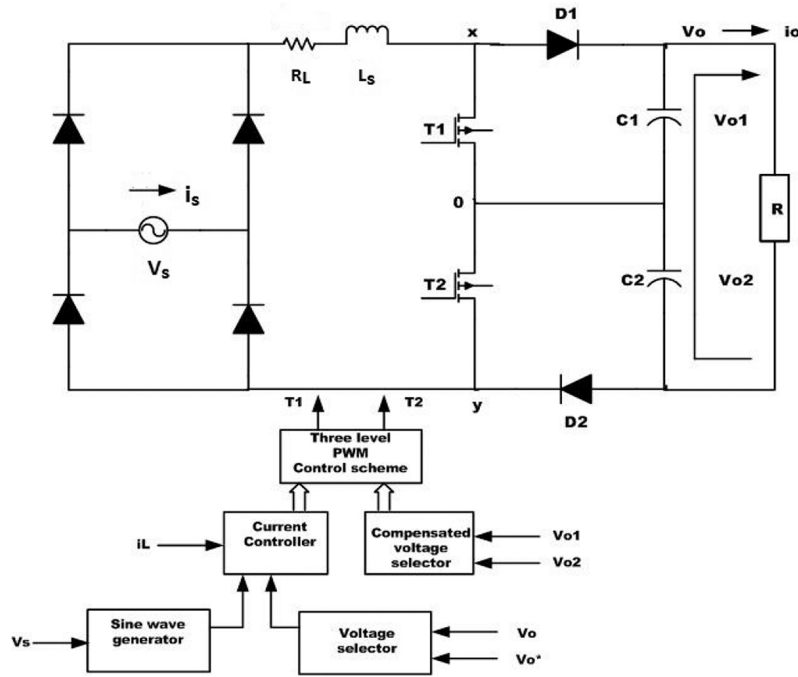 D1
x
Vo
io
RL
Ls
T1
C1
Vo1
is
0
R
Vs
T2
C2
Vo2
T1
T2
y
D2
Three level
PWM
Control scheme
iL
Current
Controller
Compensated
voltage
selector
Vo1
Vo2
Vs
Sine wave
generator
Voltage
selector
Vo
Vo*